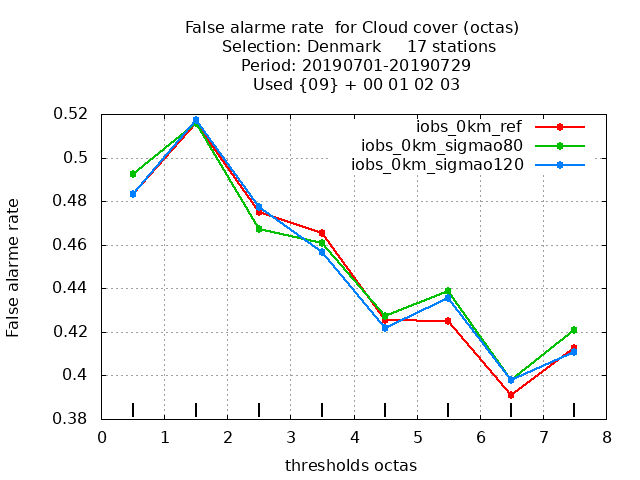 False alarme rate  for Cloud cover (octas)
Selection: Denmark     17 stations
Period: 20190701-20190729
Used {09} + 00 01 02 03
iobs_0km_ref
iobs_0km_sigmao80
iobs_0km_sigmao120
False alarme rate
0.52
0.5
0.48
0.46
0.44
0.42
0.4
0.38
0 1 2 3 4 5 6 7 8
thresholds octas